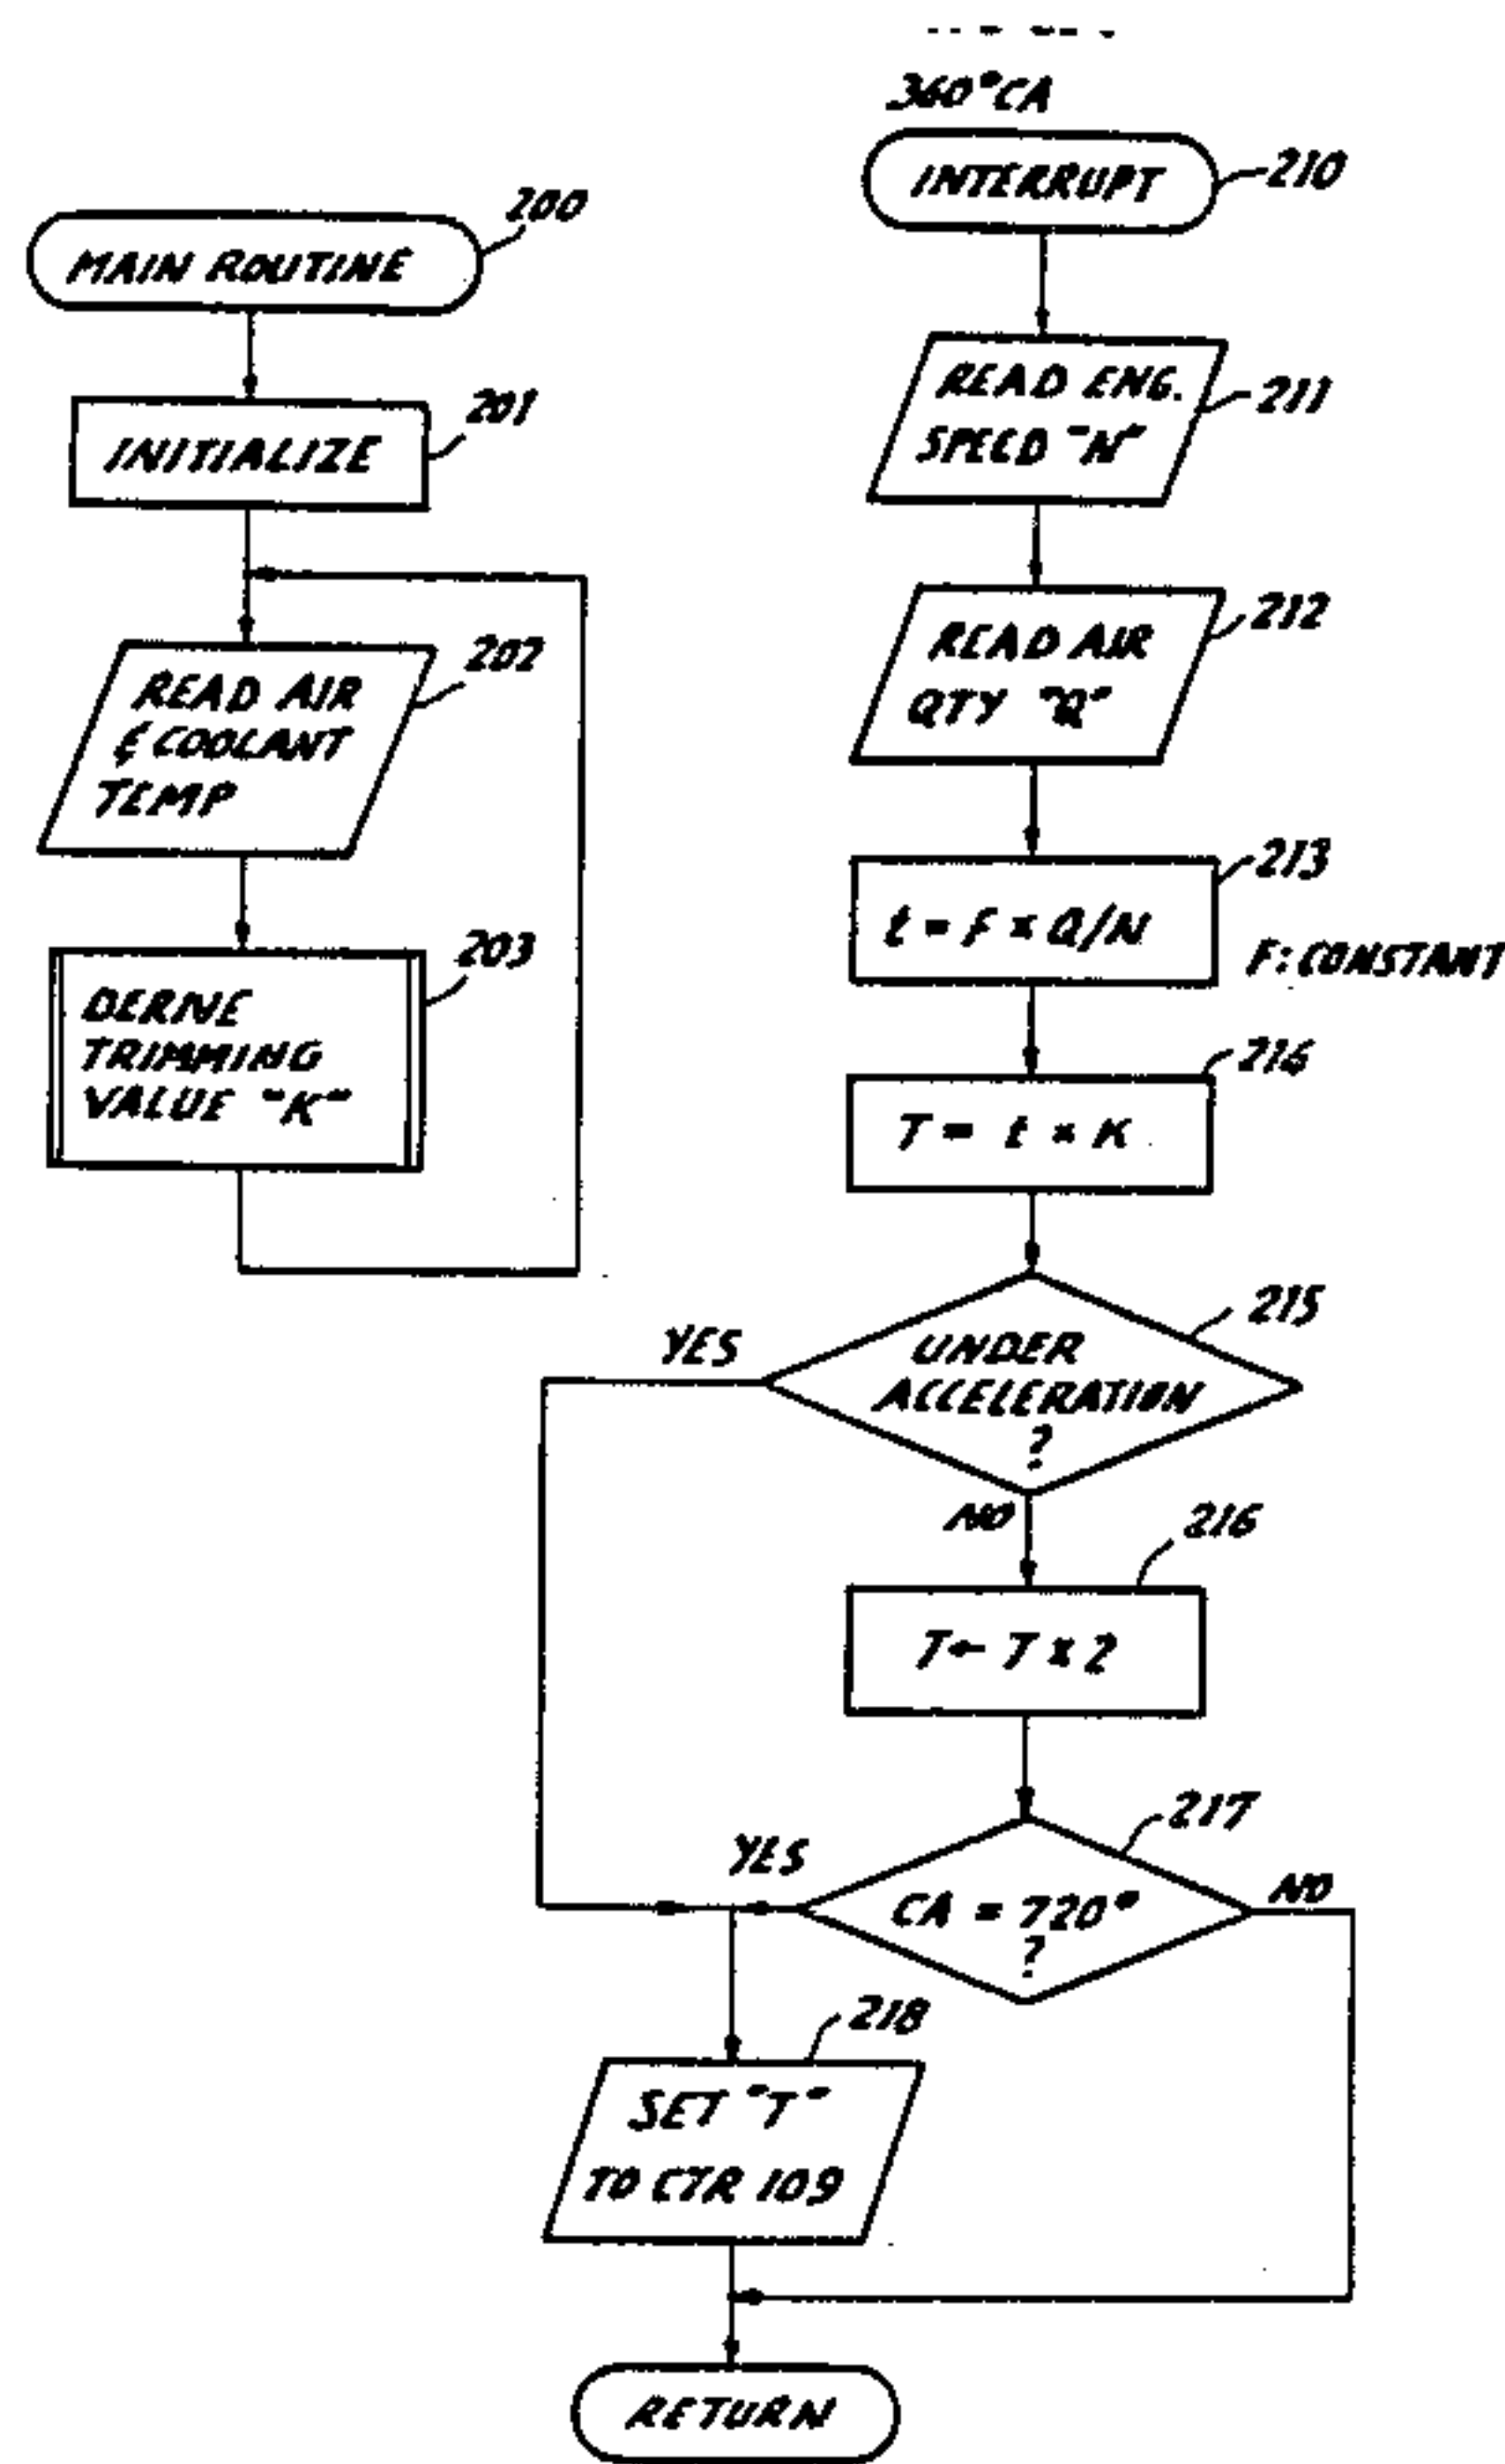 MAIN ROUTINE
200
INITIALIZE
201
READ AIR
& COOLANT
TEMP
202
DERIVE
TRIMMING
VALUE "K"
203
360°CA
INTERRUPT
210
READ ENG.
SPEED "N"
211
READ AIR
QTY "Q"
212
t = F × Q/N
213
F: CONSTANT
T = t × K
214
UNDER
ACCELERATION
?
215
YES
NO
T ← T × 2
216
CA = 720°
?
217
YES
NO
SET "T"
TO CTR 109
218
RETURN